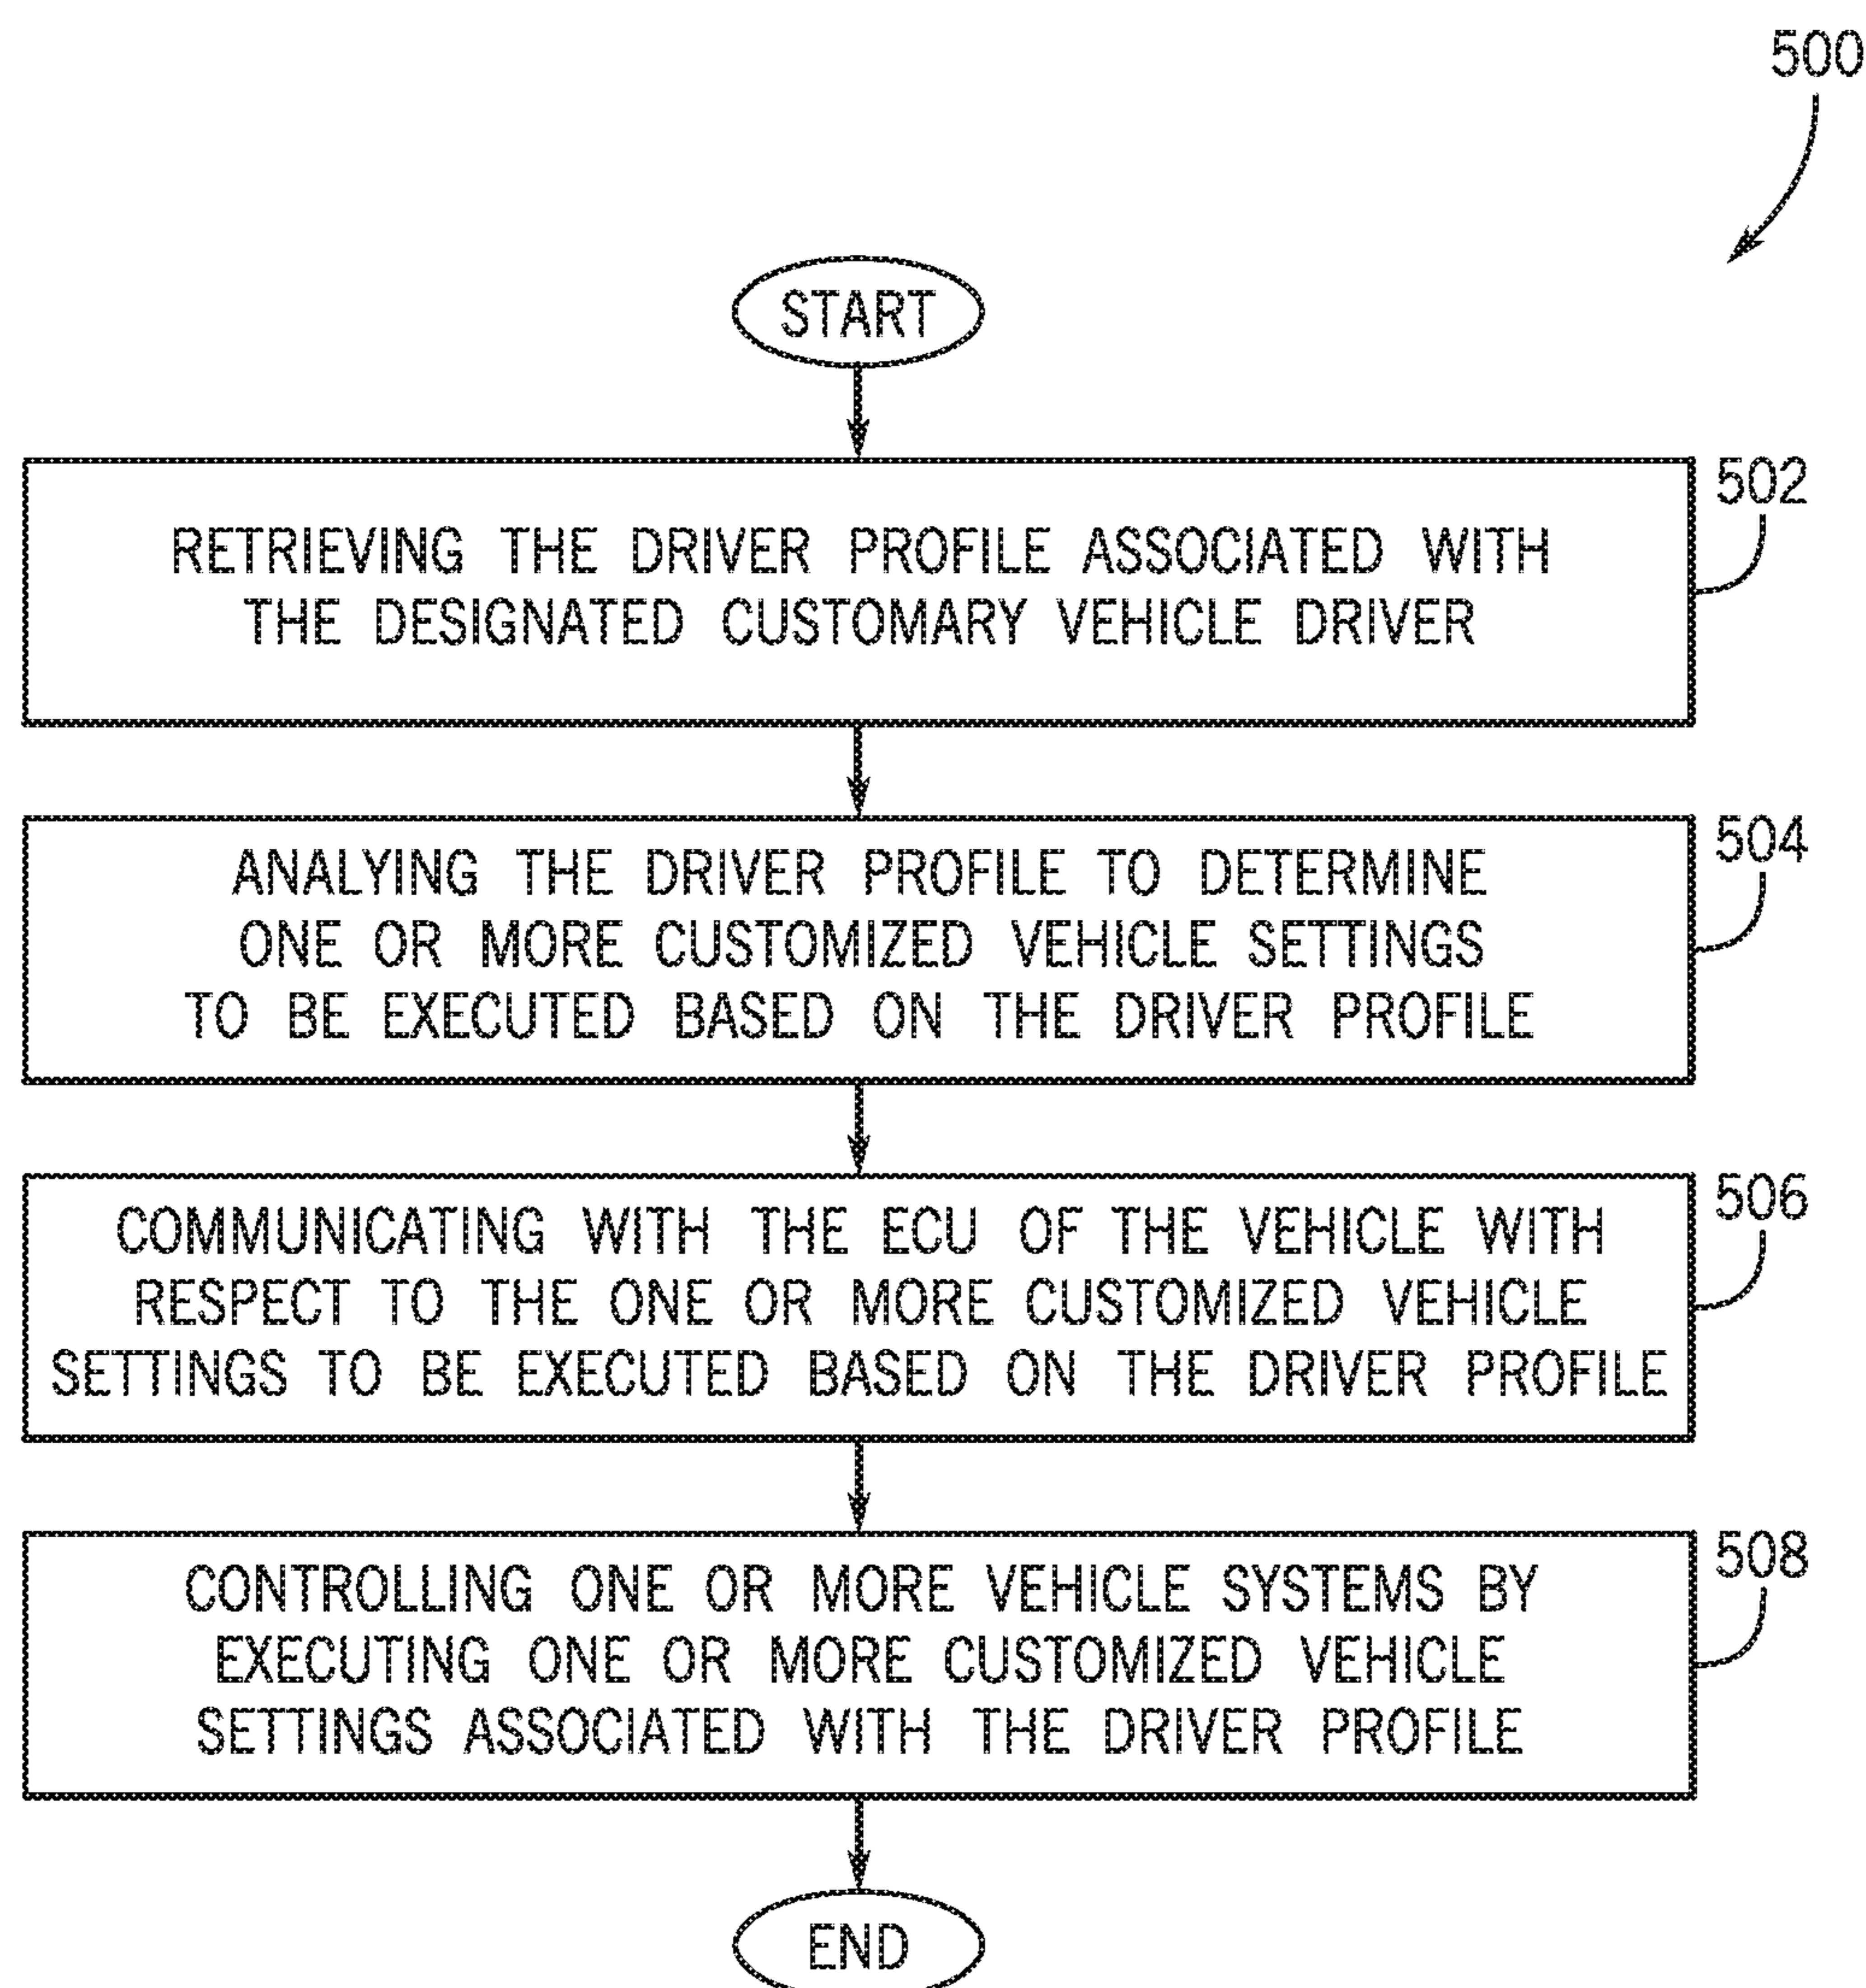 500
START
502
RETRIEVING THE DRIVER PROFILE ASSOCIATED WITH
THE DESIGNATED CUSTOMARY VEHICLE DRIVER
504
ANALYING THE DRIVER PROFILE TO DETERMINE
ONE OR MORE CUSTOMIZED VEHICLE SETTINGS
TO BE EXECUTED BASED ON THE DRIVER PROFILE
506
COMMUNICATING WITH THE ECU OF THE VEHICLE WITH
RESPECT TO THE ONE OR MORE CUSTOMIZED VEHICLE
SETTINGS TO BE EXECUTED BASED ON THE DRIVER PROFILE
508
CONTROLLING ONE OR MORE VEHICLE SYSTEMS BY
EXECUTING ONE OR MORE CUSTOMIZED VEHICLE
SETTINGS ASSOCIATED WITH THE DRIVER PROFILE
END